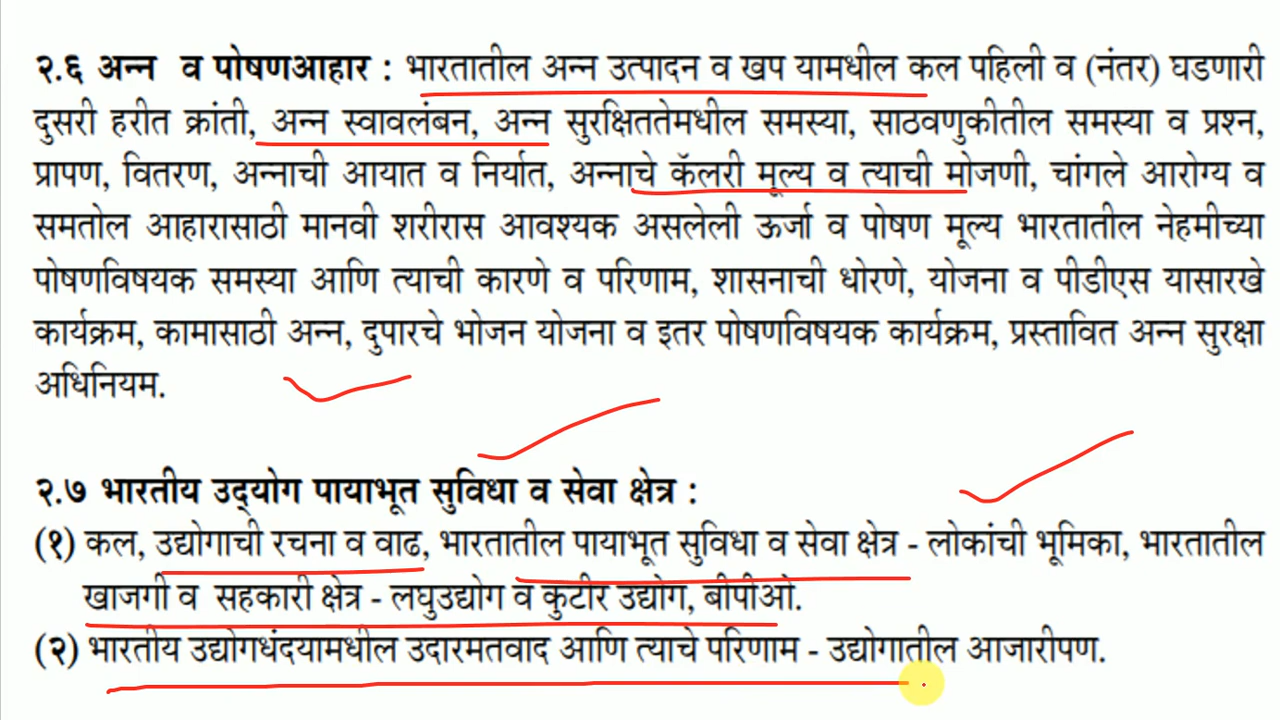 २.६ अन्न व पोषणआहार : भारतातील अन्न उत्पादन व खप यामधील कल पहिली व (नंतर) घडणारी
दुसरी हरीत क्रांती, अन्न स्वावलंबन, अन्न सुरक्षिततेमधील समस्या, साठवणुकीतील समस्या व प्रश्न,
प्रापण, वितरण, अन्नाची आयात व निर्यात, अन्नाचे कॅलरी मूल्य व त्याची मोजणी, चांगले आरोग्य व
समतोल आहारासाठी मानवी शरीरास आवश्यक असलेली ऊर्जा व पोषण मूल्य भारतातील नेहमीच्या
पोषणविषयक समस्या आणि त्याची कारणे व परिणाम, शासनाची धोरणे, योजना व पीडीएस यासारखे
कार्यक्रम, कामासाठी अन्न, दुपारचे भोजन योजना व इतर पोषणविषयक कार्यक्रम, प्रस्तावित अन्न सुरक्षा
अधिनियम.
२.७ भारतीय उद्‌योग पायाभूत सुविधा व सेवा क्षेत्र :
(१) कल, उद्योगाची रचना व वाढ, भारतातील पायाभूत सुविधा व सेवा क्षेत्र - लोकांची भूमिका, भारतातील
खाजगी व सहकारी क्षेत्र - लघुउद्योग व कुटीर उद्योग, बीपीओ.
(२) भारतीय उद्योगधंदयामधील उदारमतवाद आणि त्याचे परिणाम - उद्योगातील आजारीपण.